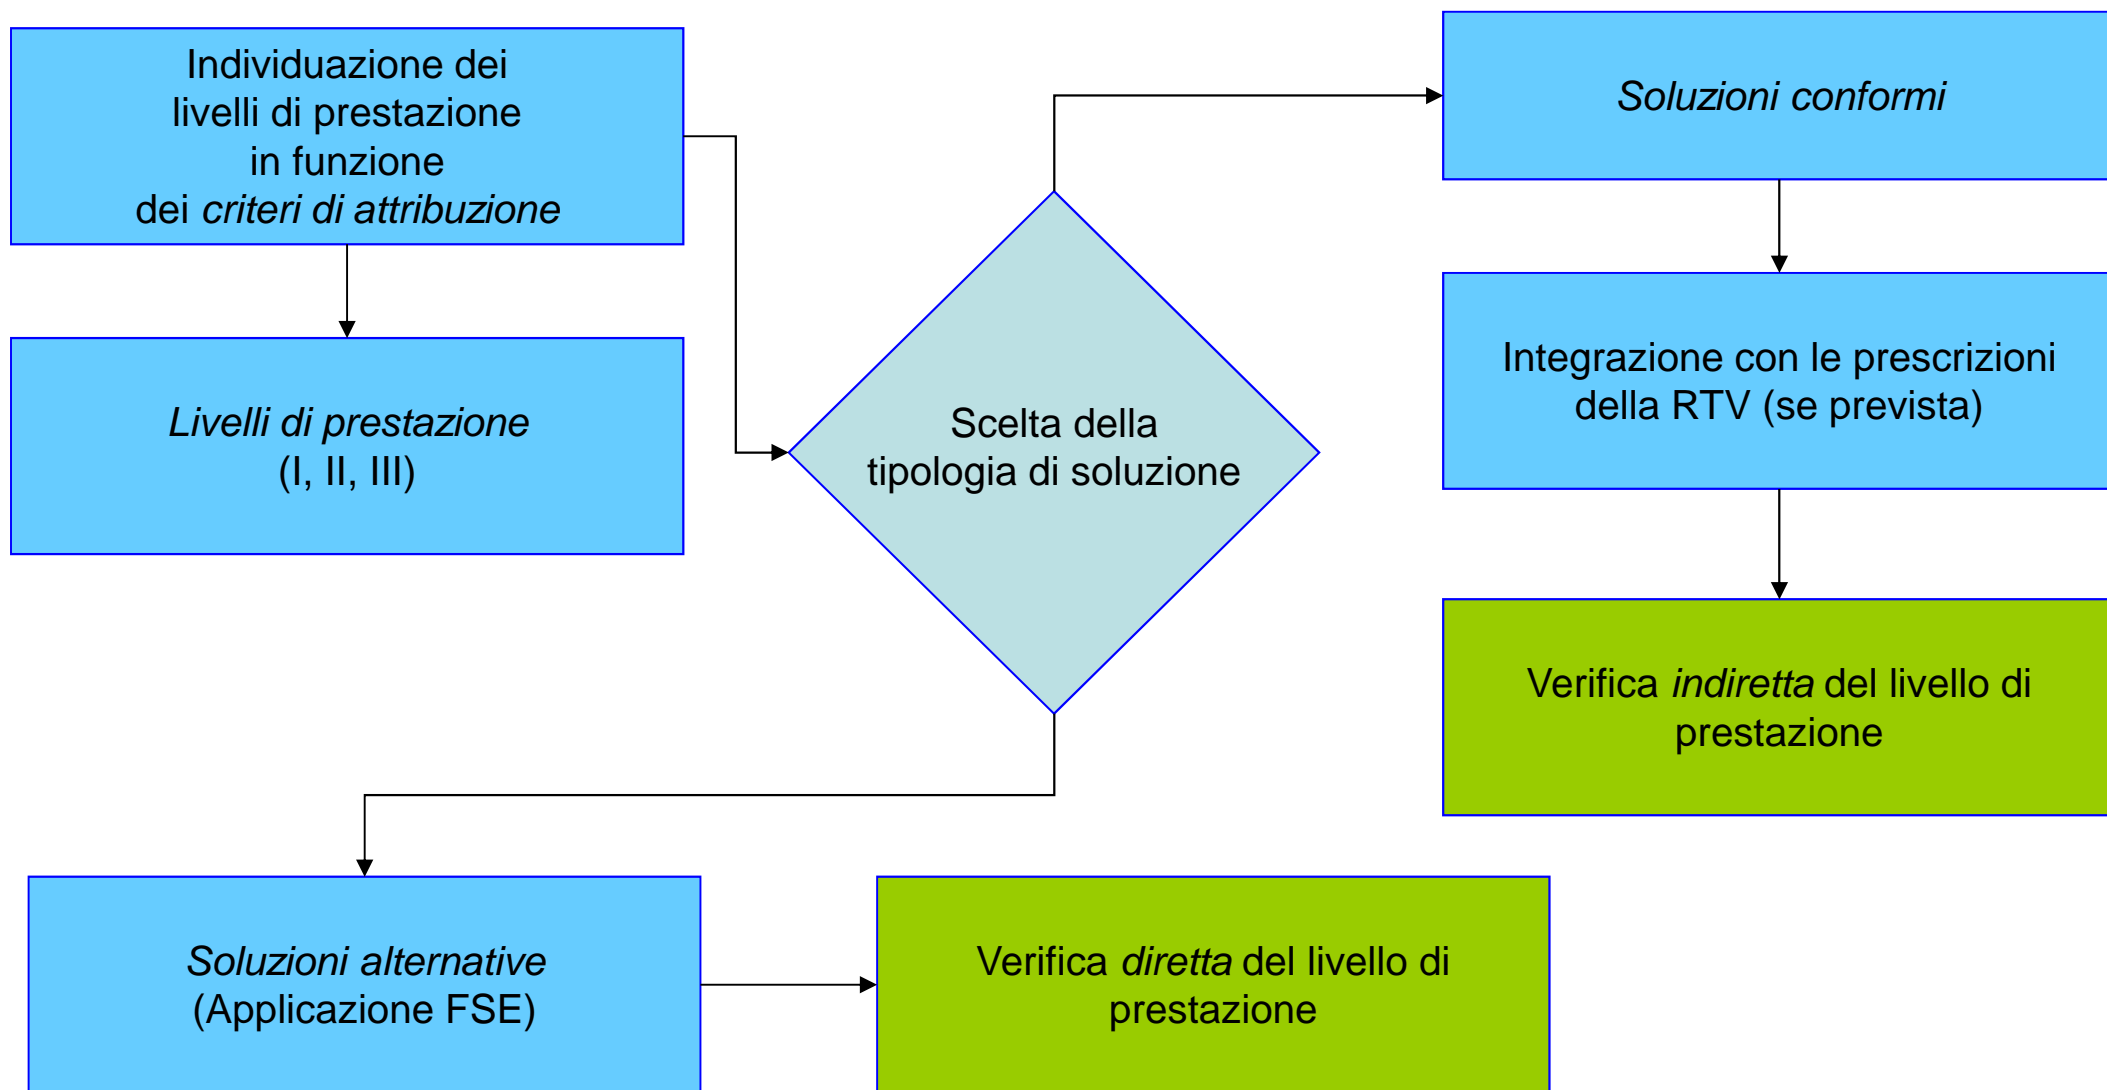 Individuazione dei
livelli di prestazione
in funzione
dei criteri di attribuzione
Livelli di prestazione
(I, II, III)
Scelta della
tipologia di soluzione
Soluzioni conformi
Integrazione con le prescrizioni
della RTV (se prevista)
Verifica indiretta del livello di
prestazione
Soluzioni alternative
(Applicazione FSE)
Verifica diretta del livello di
prestazione